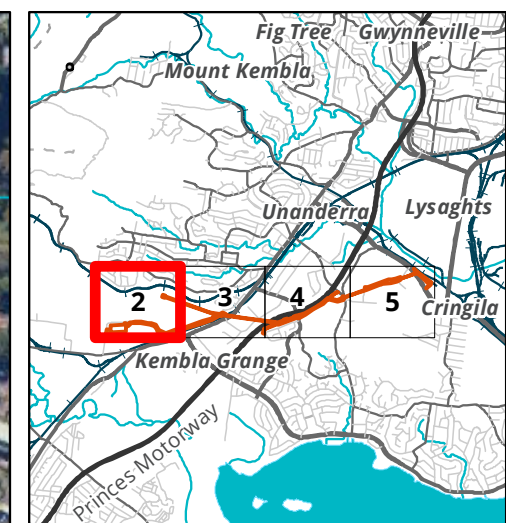 Fig Tree Gwynneville
Mount Kembla
Unanderra Lysaghts
2 3 4 5
Cringila
Kembla Grange
Princes Motorway